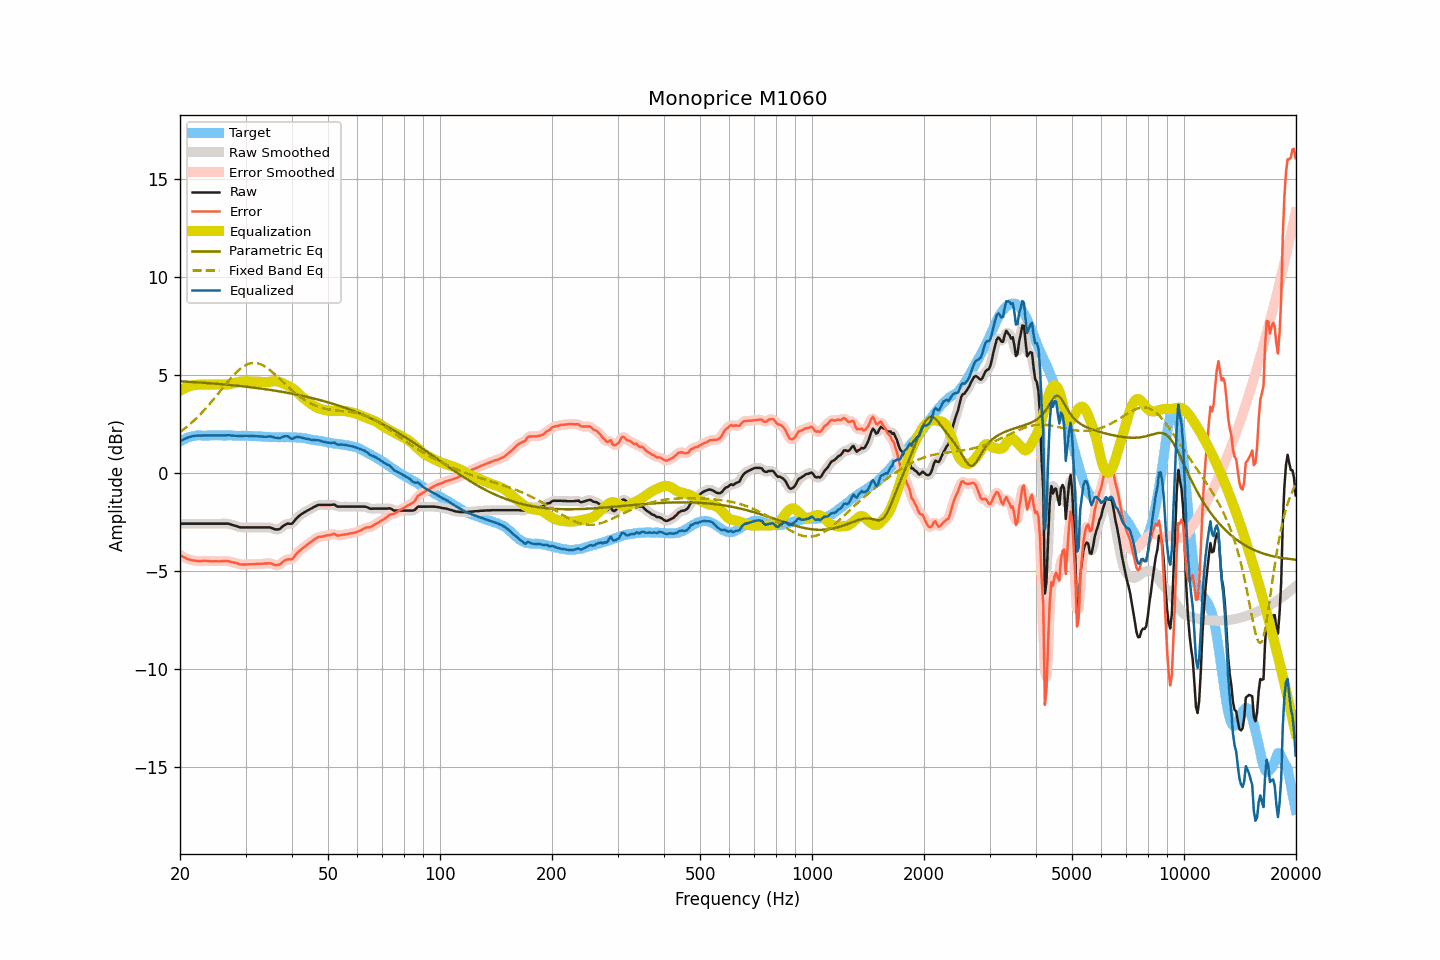 Monoprice M1060
Target
Raw Smoothed
Error Smoothed
Raw
Error
Equalization
Parametric Eq
Fixed Band Eq
Equalized
15
10
5
0
−5
−10
−15
Amplitude (dBr)
20 50 100 200 500 1000 2000 5000 10000 20000
Frequency (Hz)